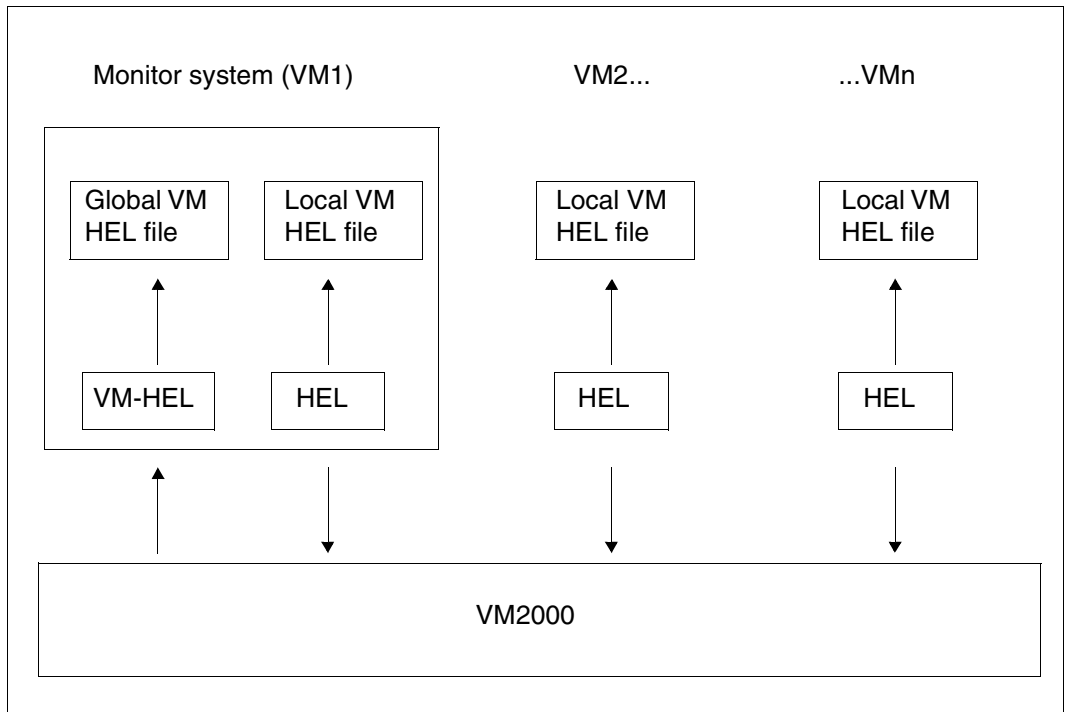 Monitor system (VM1)
VM2...
...VMn
Global VM
HEL file
Local VM
HEL file
Local VM
HEL file
Local VM
HEL file
VM-HEL
HEL
HEL
HEL
VM2000